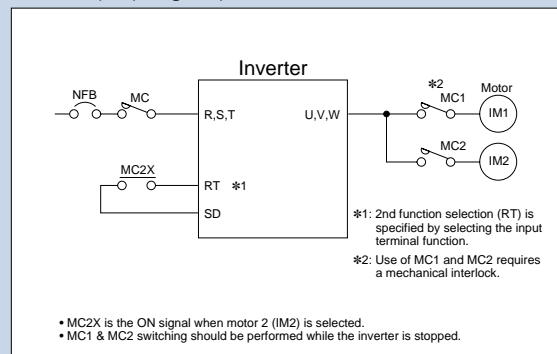 Inverter
NFB
MC
R,S,T
U,V,W
✻2
MC1
Motor
IM1
MC2
IM2
MC2X
RT ✻1
SD
✻1: 2nd function selection (RT) is
specified by selecting the input
terminal function.
✻2: Use of MC1 and MC2 requires
a mechanical interlock.
• MC2X is the ON signal when motor 2 (IM2) is selected.
• MC1 & MC2 switching should be performed while the inverter is stopped.